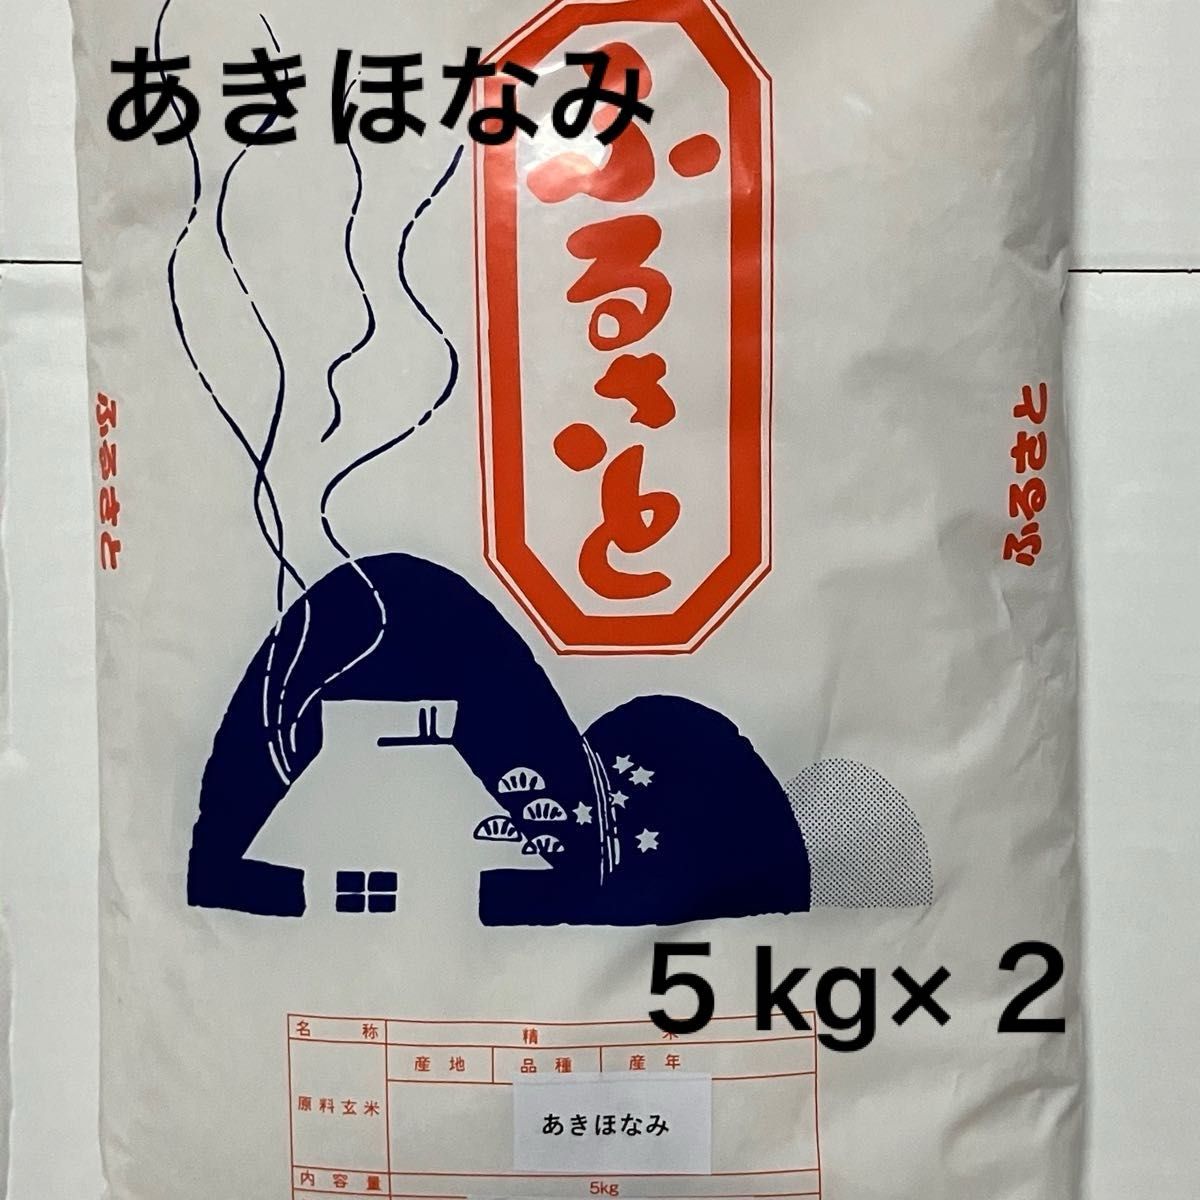 あきほなみ
ふるさと
ふるさと
ふるさと
５kg×２
名称 精米
産地 品種 産年
原料玄米
あきほなみ
内容量 5kg